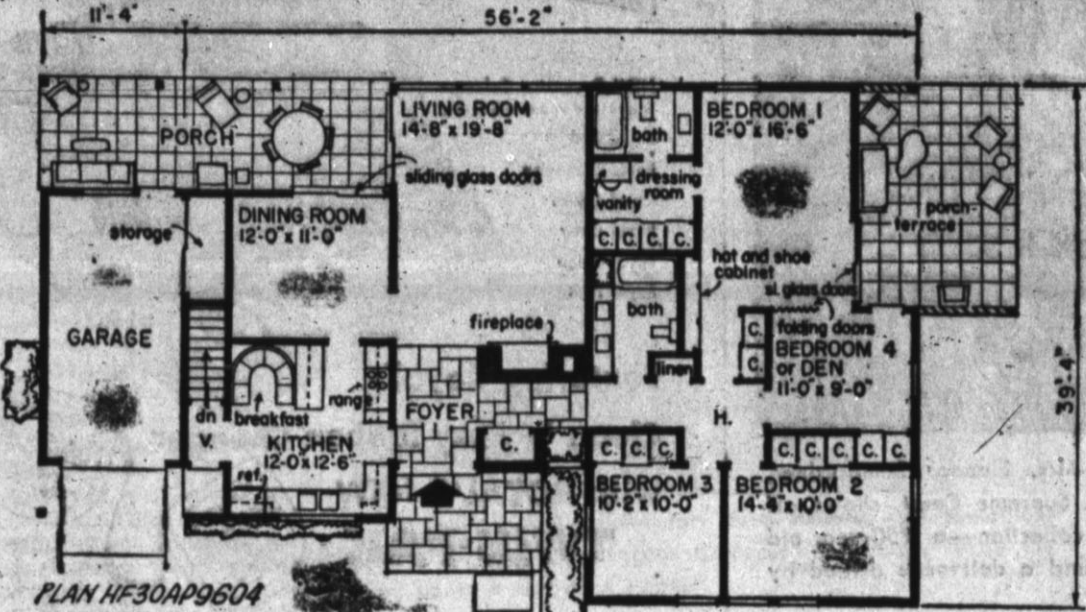 11'-4"
56'-2"
PORCH
LIVING ROOM
14'-8" x 19'-8"
sliding glass doors
bath
dressing
room
vanity
C. C. C. C.
BEDROOM 1
12'-0" x 16'-6"
porch-
terrace
storage
DINING ROOM
12'-0" x 11'-0"
hat and shoe
cabinet
sl. glass doors
bath
folding doors
GARAGE
fireplace
C.
C.
BEDROOM 4
or DEN
11'-0" x 9'-0"
linen
39'-4"
range
FOYER
dn
breakfast
V.
KITCHEN
12'-0" x 12'-6"
ref.
C.
H.
C. C. C.
C. C. C. C. C.
BEDROOM 3
10'-2" x 10'-0"
BEDROOM 2
14'-4" x 10'-0"
PLAN HF30AP9604